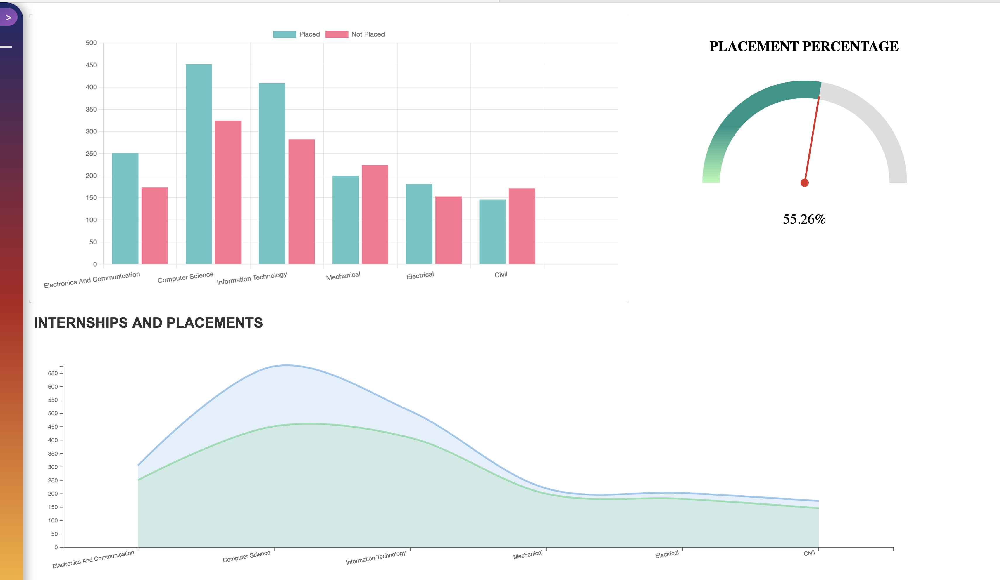 >
Placed Not Placed
500
450
400
350
300
250
200
150
100
50
0
Electronics And Communication
Computer Science
Information Technology
Mechanical
Electrical
Civil
PLACEMENT PERCENTAGE
55.26%
INTERNSHIPS AND PLACEMENTS
650
600
550
500
450
400
350
300
250
200
150
100
50
0
Electronics And Communication
Computer Science
Information Technology
Mechanical
Electrical
Civil